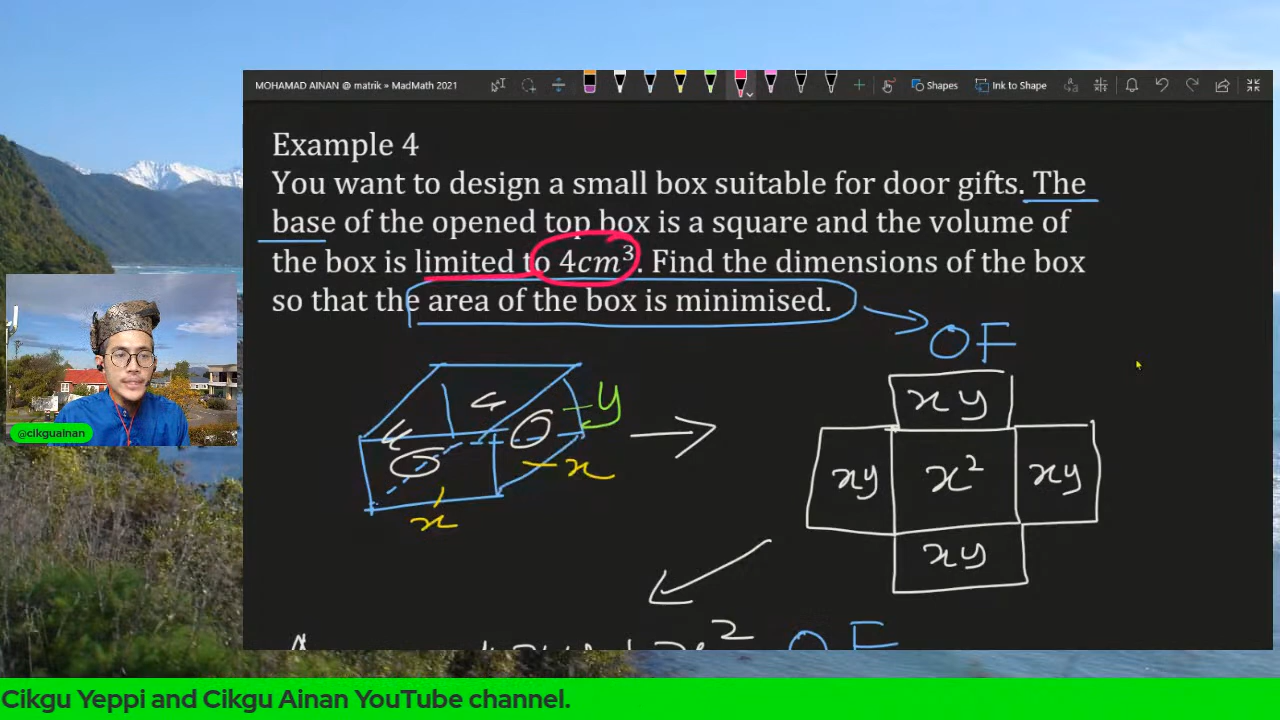 MOHAMAD AINAN @ matrik » MadMath 2021
Shapes
Ink to Shape
Example 4
You want to design a small box suitable for door gifts. The
base of the opened top box is a square and the volume of
the box is limited to 4cm³. Find the dimensions of the box
so that the area of the box is minimised.
OF
xy
y
xy x² xy
x
x
xy
OF
@cikguainan
Cikgu Yeppi and Cikgu Ainan YouTube channel.